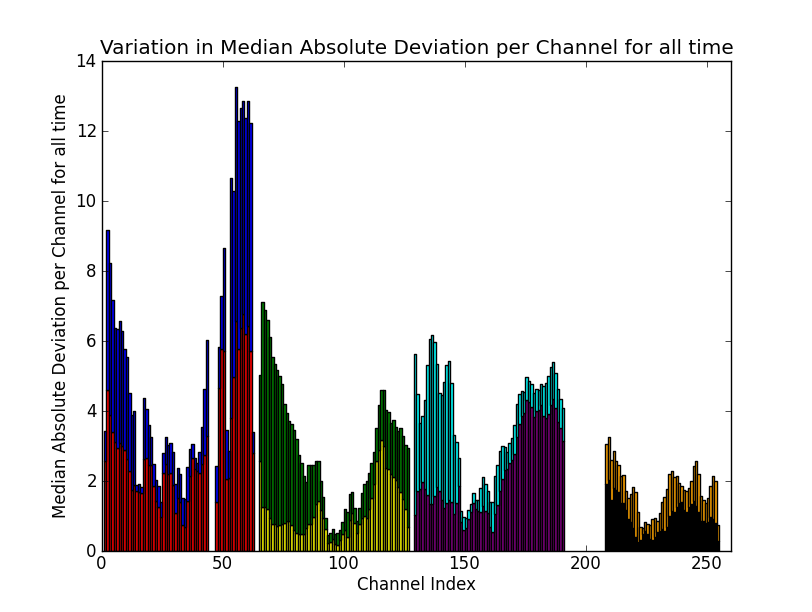 Variation in Median Absolute Deviation per Channel for all time
14
12
10
8
6
4
2
0
Median Absolute Deviation per Channel for all time
0 50 100 150 200 250
Channel Index